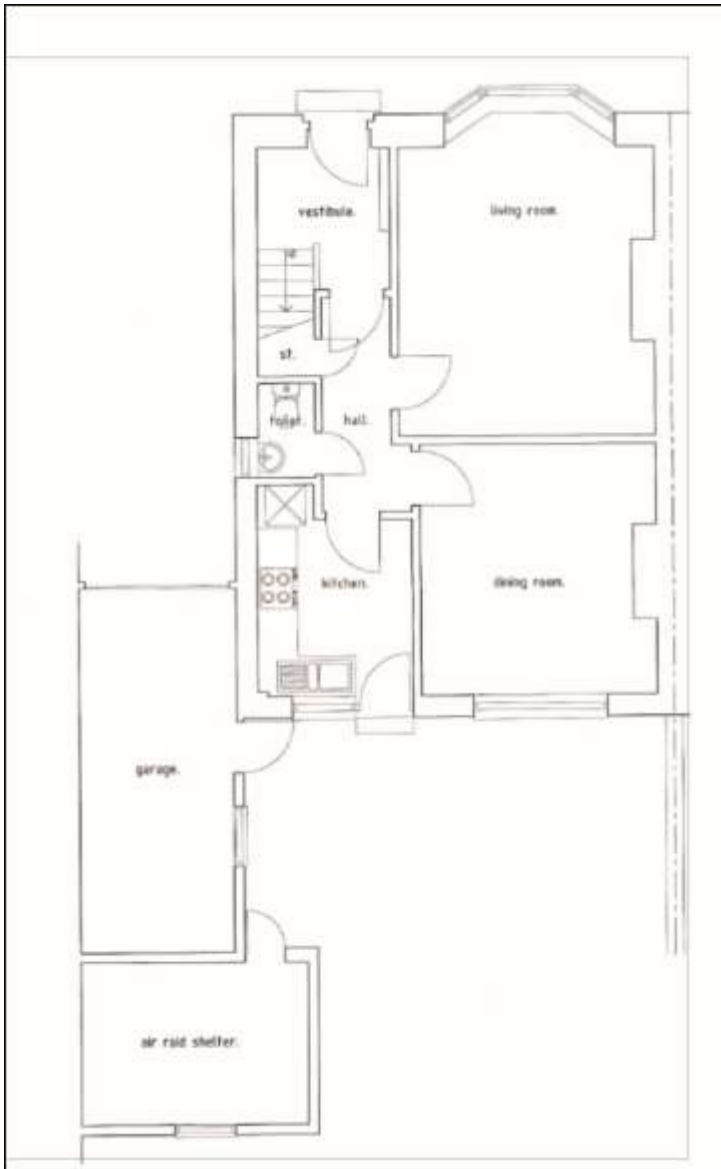 vestibule.
living room.
st.
toilet.
hall.
kitchen.
dining room.
garage.
air raid shelter.